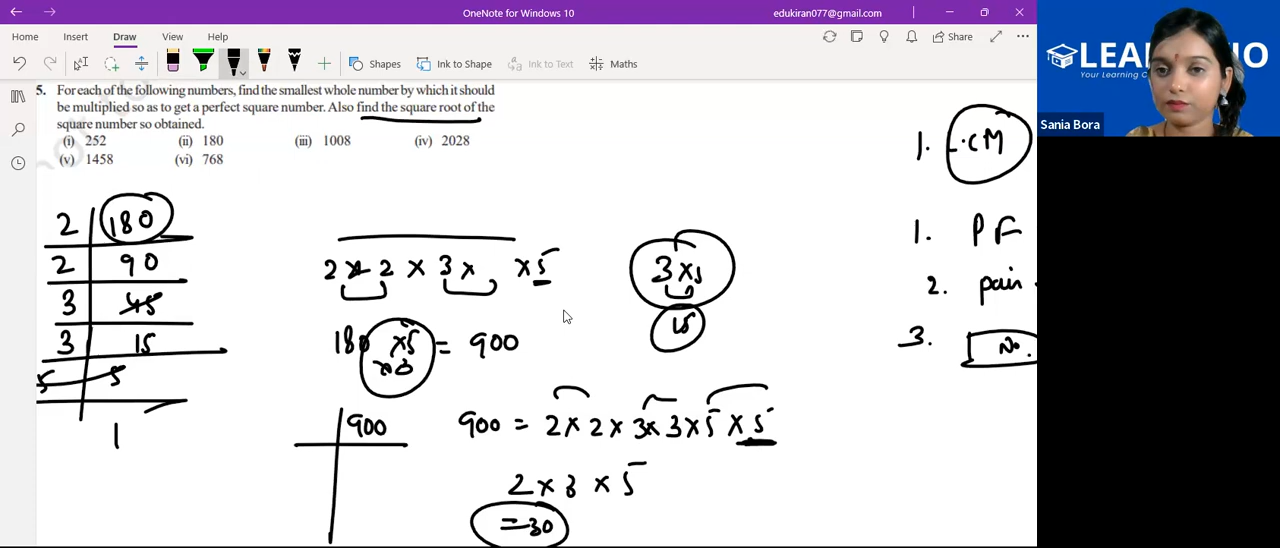 OneNote for Windows 10
edukiran077@gmail.com
Home Insert Draw View Help
Share
Shapes Ink to Shape Ink to Text Maths
LEA IO
Your Learning
Sania Bora
5. For each of the following numbers, find the smallest whole number by which it should
be multiplied so as to get a perfect square number. Also find the square root of the
square number so obtained.
(i) 252 (ii) 180 (iii) 1008 (iv) 2028
(v) 1458 (vi) 768
2 180
2 90
3 45
3 15
5 5
1
2 × 2 × 3 × × 5
180 ×5 = 900
900
3 × 5
15
900 = 2 × 2 × 3 × 3 × 5 × 5
2 × 3 × 5
= 30
1. LCM
1. PF
2. pair
3. No.